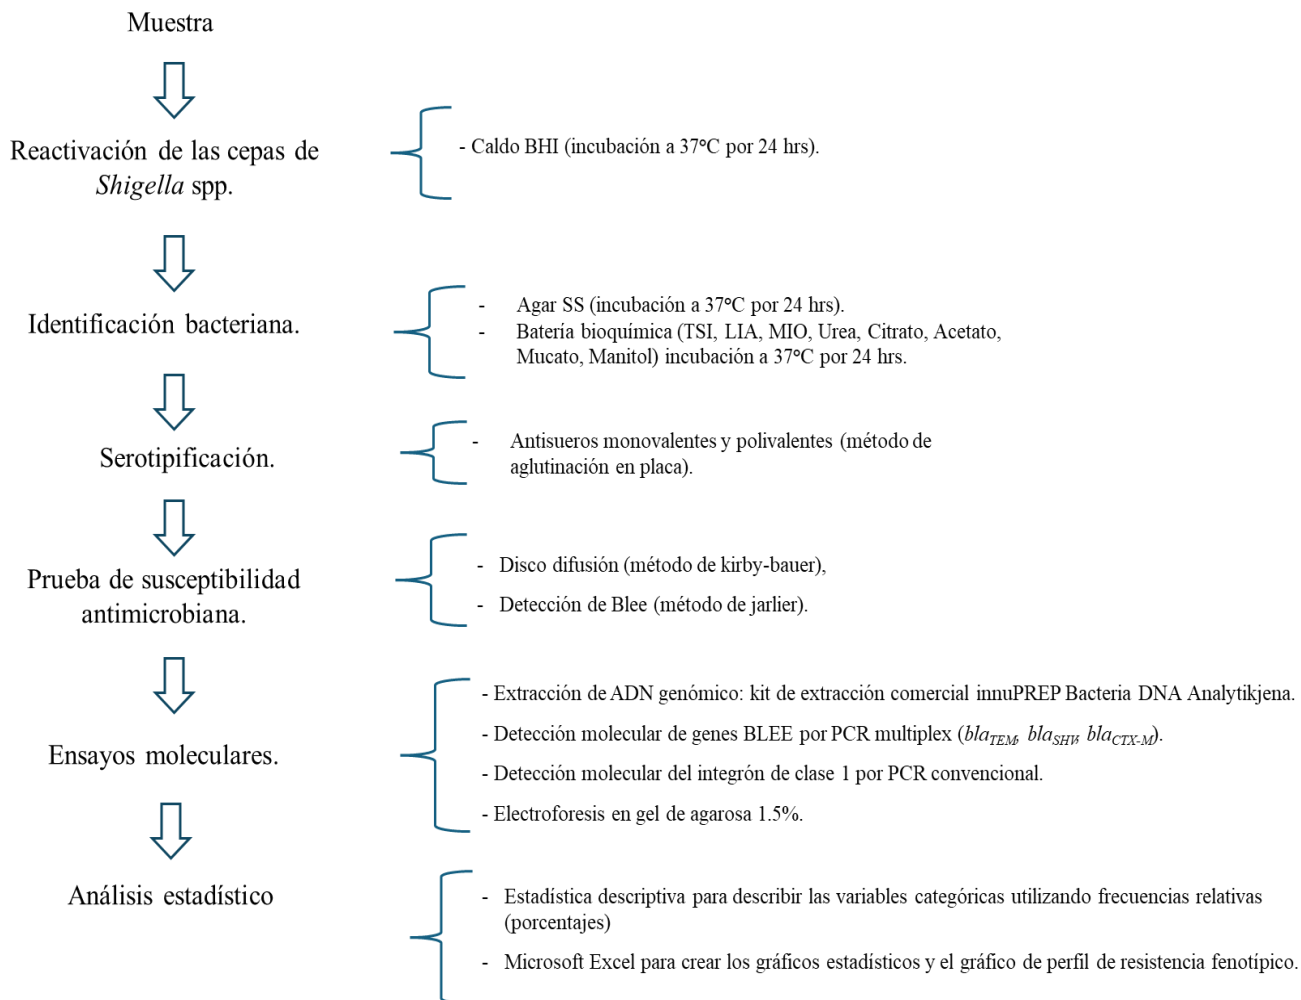 Muestra
Reactivación de las cepas de
Shigella spp.
- Caldo BHI (incubación a 37°C por 24 hrs).
Identificación bacteriana.
- Agar SS (incubación a 37°C por 24 hrs).
- Batería bioquímica (TSI, LIA, MIO, Urea, Citrato, Acetato,
Mucato, Manitol) incubación a 37°C por 24 hrs.
Serotipificación.
- Antisueros monovalentes y polivalentes (método de
aglutinación en placa).
Prueba de susceptibilidad
antimicrobiana.
- Disco difusión (método de kirby-bauer),
- Detección de Blee (método de jarlier).
Ensayos moleculares.
- Extracción de ADN genómico: kit de extracción comercial innuPREP Bacteria DNA Analytikjena.
- Detección molecular de genes BLEE por PCR multiplex (blaTEM, blaSHV, blaCTX-M).
- Detección molecular del integrón de clase 1 por PCR convencional.
- Electroforesis en gel de agarosa 1.5%.
Análisis estadístico
- Estadística descriptiva para describir las variables categóricas utilizando frecuencias relativas
(porcentajes)
- Microsoft Excel para crear los gráficos estadísticos y el gráfico de perfil de resistencia fenotípico.